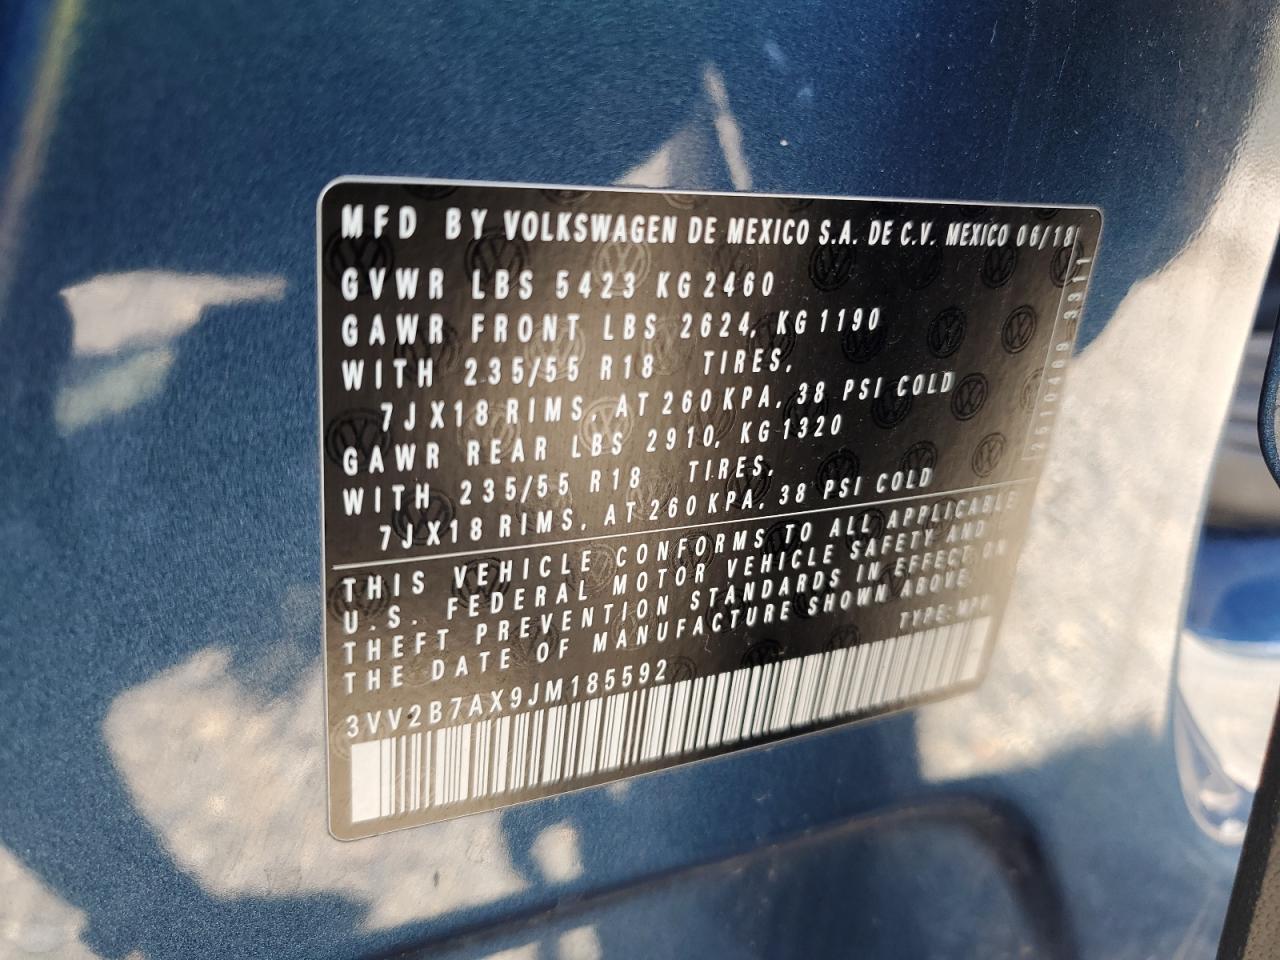 MFD BY VOLKSWAGEN DE MEXICO S.A. DE C.V. MEXICO 06/18
GVWR LBS 5423 KG 2460
GAWR FRONT LBS 2624, KG 1190
WITH 235/55 R18 TIRES,
7JX18 RIMS, AT 260 KPA, 38 PSI COLD
GAWR REAR LBS 2910, KG 1320
WITH 235/55 R18 TIRES,
7JX18 RIMS, AT 260 KPA, 38 PSI COLD
THIS VEHICLE CONFORMS TO ALL APPLICABLE
U.S. FEDERAL MOTOR VEHICLE SAFETY AND
THEFT PREVENTION STANDARDS IN EFFECT ON
THE DATE OF MANUFACTURE SHOWN ABOVE.
TYPE: MPV
3VV2B7AX9JM185592